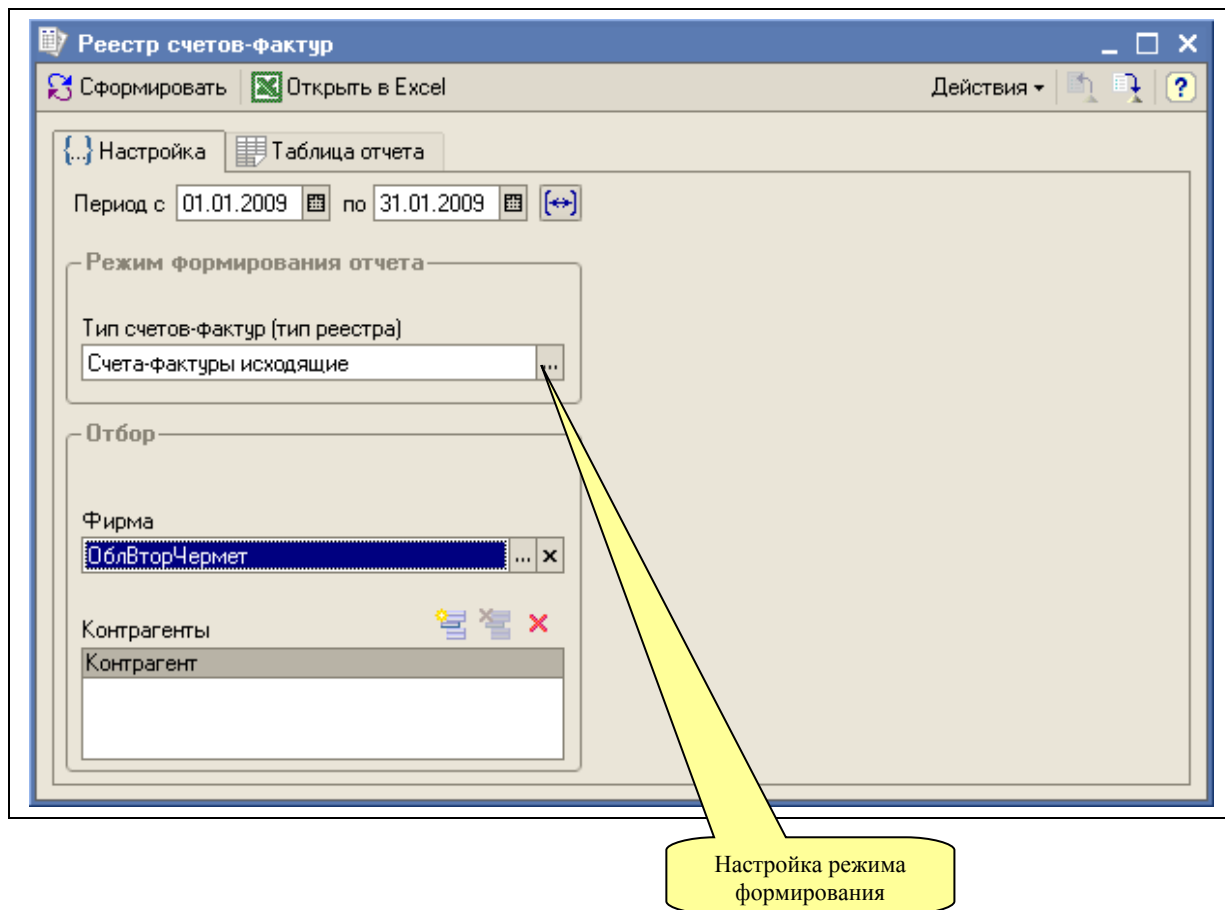 Реестр счетов-фактур
Сформировать Открыть в Excel Действия ?
{...} Настройка Таблица отчета
Период с 01.01.2009 по 31.01.2009
Режим формирования отчета
Тип счетов-фактур (тип реестра)
Счета-фактуры исходящие ...
Отбор
Фирма
ОблВторЧермет ... x
Контрагенты
Контрагент
Настройка режима
формирования